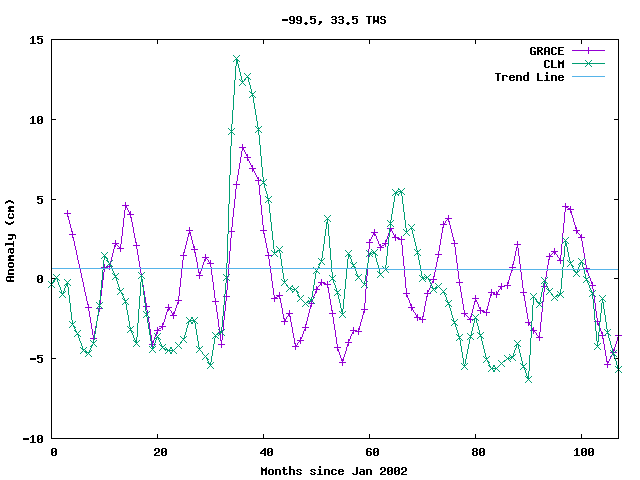 -99.5, 33.5 TWS
GRACE
CLM
Trend Line
15
10
5
0
-5
-10
Anomaly (cm)
0 20 40 60 80 100
Months since Jan 2002